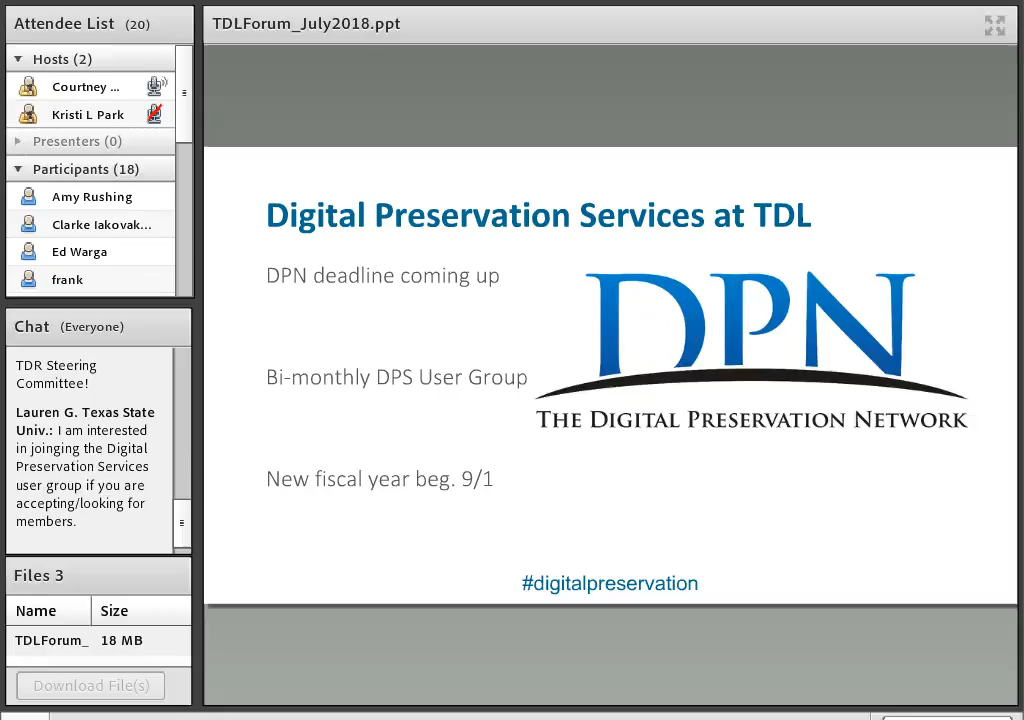 Attendee List (20)
Hosts (2)
Courtney ...
Kristi L Park
Presenters (0)
Participants (18)
Amy Rushing
Clarke Iakovak...
Ed Warga
frank
Chat (Everyone)
TDR Steering
Committee!
Lauren G. Texas State
Univ.: I am interested
in joinging the Digital
Preservation Services
user group if you are
accepting/looking for
members.
Files 3
Name Size
TDLForum_ 18 MB
Download File(s)
TDLForum_July2018.ppt
Digital Preservation Services at TDL
DPN deadline coming up
Bi-monthly DPS User Group
New fiscal year beg. 9/1
DPN
THE DIGITAL PRESERVATION NETWORK
#digitalpreservation